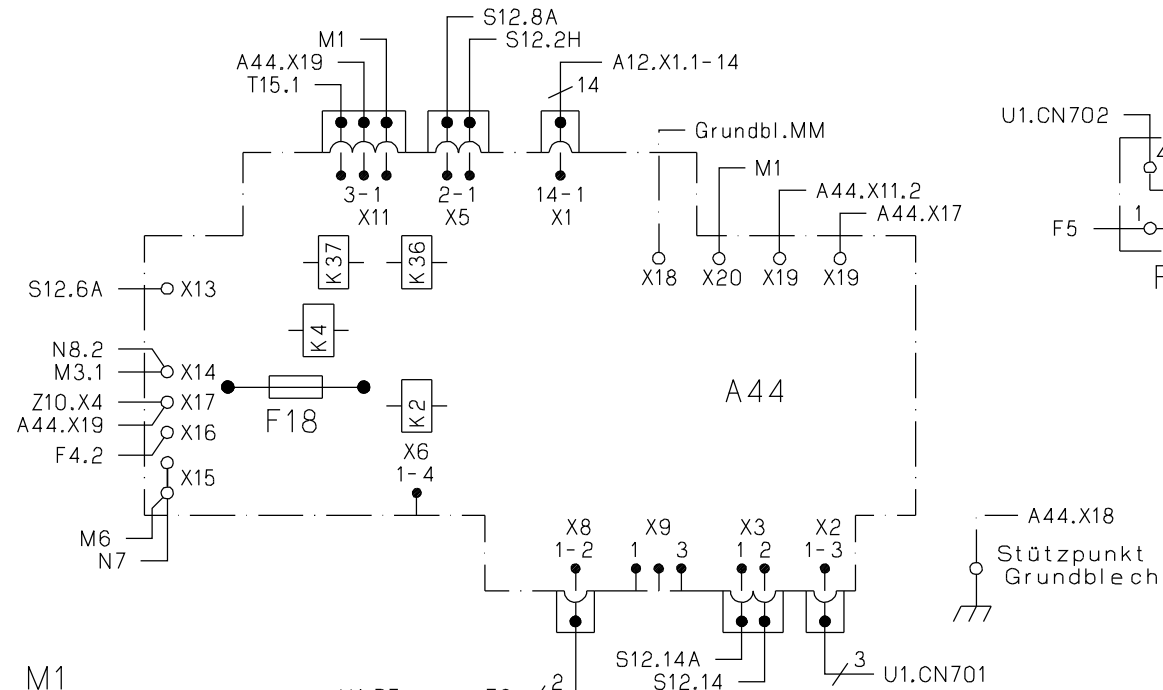 S12.8A
M1
S12.2H
A44.X19
A12.X1.1-14
T15.1
14
U1.CN702
Grundbl.MM
M1
3-1
2-1
14-1
A44.X11.2
X11
X5
X1
A44.X17
F5
1
K37
K36
X18
X20
X19
X19
S12.6A
X13
K4
N8.2
M3.1
X14
Z10.X4
X17
A44.X19
F18
K2
A44
X16
F4.2
X6
1-4
X15
X8
X9
X3
X2
A44.X18
M6
1-2
1
3
1
2
1-3
N7
Stützpunkt
Grundblech
S12.14A
3
M1
S12.14
U1.CN701
2